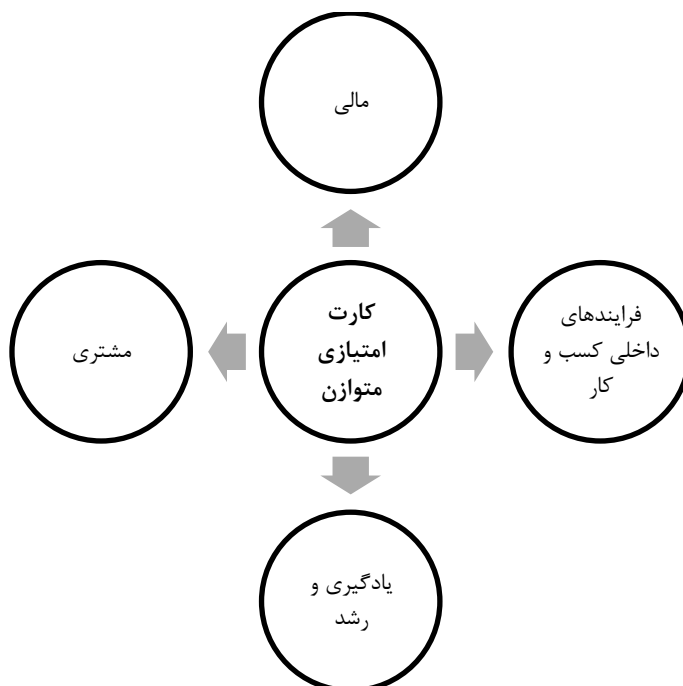 مالی
فرایندهای
داخلی کسب و
کار
کارت
امتیازی
متوازن
مشتری
یادگیری و
رشد